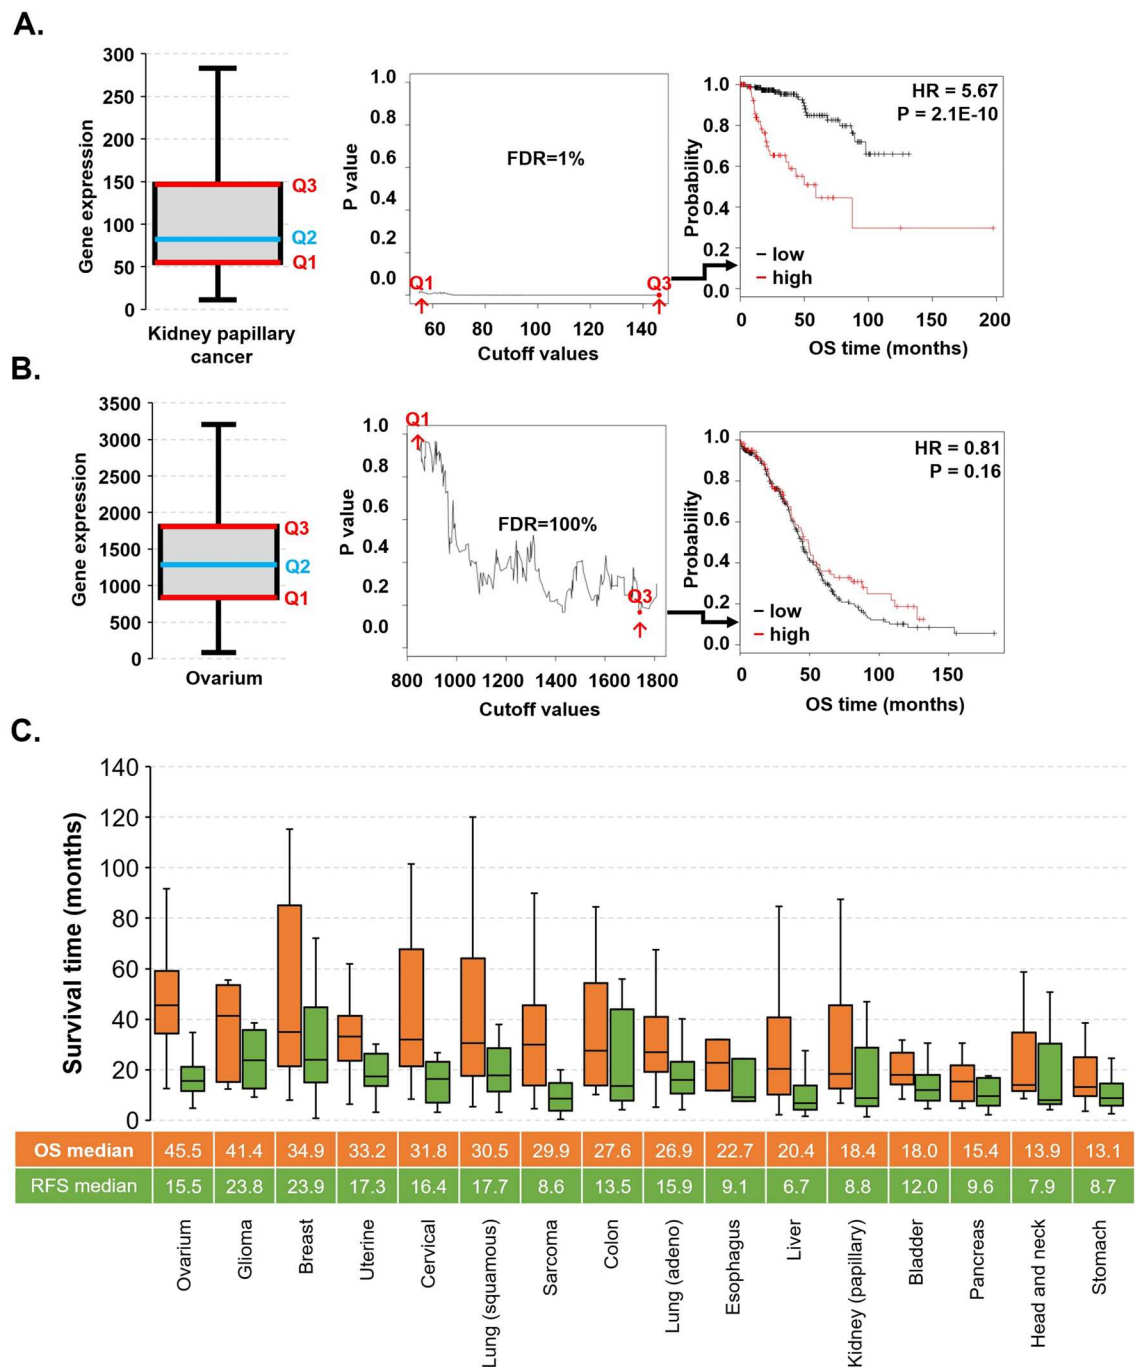 A.
300
250
200
150
100
50
0
Gene expression
Q3
Q2
Q1
Kidney papillary
cancer
1.0
0.8
0.6
0.4
0.2
0.0
P value
FDR=1%
Q1
Q3
60 80 100 120 140
Cutoff values
1.0
0.8
0.6
0.4
0.2
0.0
Probability
HR = 5.67
P = 2.1E-10
low
high
0 50 100 150 200
OS time (months)
B.
3500
3000
2500
2000
1500
1000
500
0
Gene expression
Q3
Q2
Q1
Ovarium
1.0
0.8
0.6
0.4
0.2
0.0
P value
Q1
FDR=100%
Q3
800 1000 1200 1400 1600 1800
Cutoff values
1.0
0.8
0.6
0.4
0.2
0.0
Probability
HR = 0.81
P = 0.16
low
high
0 50 100 150
OS time (months)
C.
140
120
100
80
60
40
20
0
Survival time (months)
OS median 45.5 41.4 34.9 33.2 31.8 30.5 29.9 27.6 26.9 22.7 20.4 18.4 18.0 15.4 13.9 13.1
RFS median 15.5 23.8 23.9 17.3 16.4 17.7 8.6 13.5 15.9 9.1 6.7 8.8 12.0 9.6 7.9 8.7
Ovarium
Glioma
Breast
Uterine
Cervical
Lung (squamous)
Sarcoma
Colon
Lung (adeno)
Esophagus
Liver
Kidney (papillary)
Bladder
Pancreas
Head and neck
Stomach